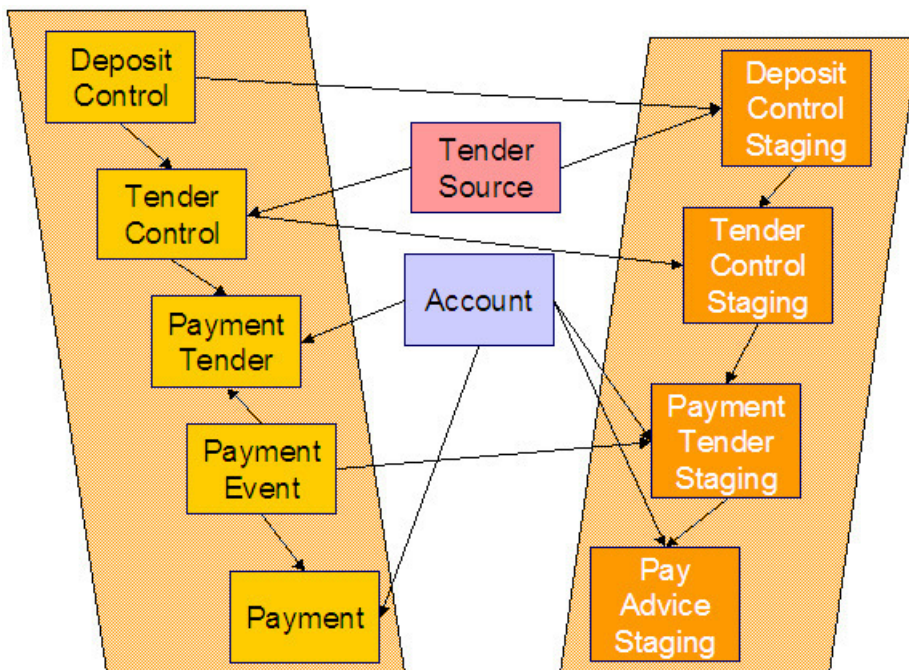 Deposit
Control
Tender
Control
Payment
Tender
Payment
Event
Payment
Tender
Source
Account
Deposit
Control
Staging
Tender
Control
Staging
Payment
Tender
Staging
Pay
Advice
Staging